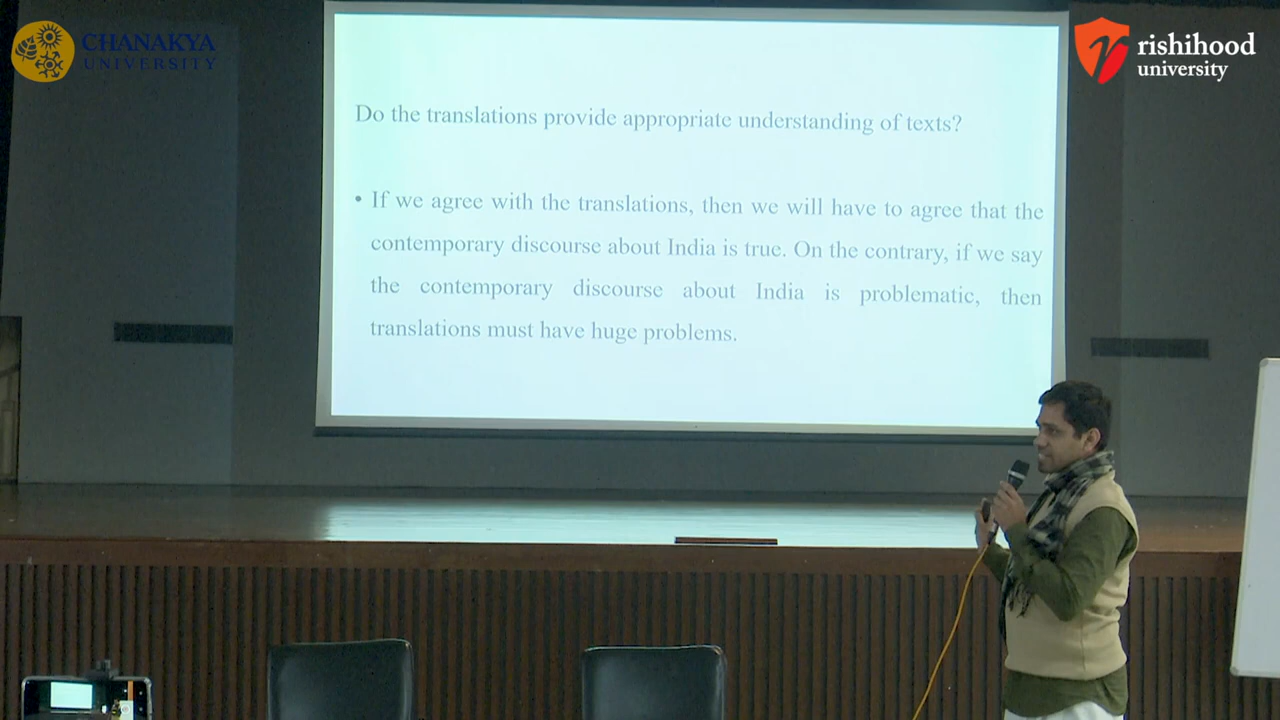 CHANAKYA
UNIVERSITY
rishihood
university
Do the translations provide appropriate understanding of texts?
• If we agree with the translations, then we will have to agree that the
contemporary discourse about India is true. On the contrary, if we say
the contemporary discourse about India is problematic, then
translations must have huge problems.